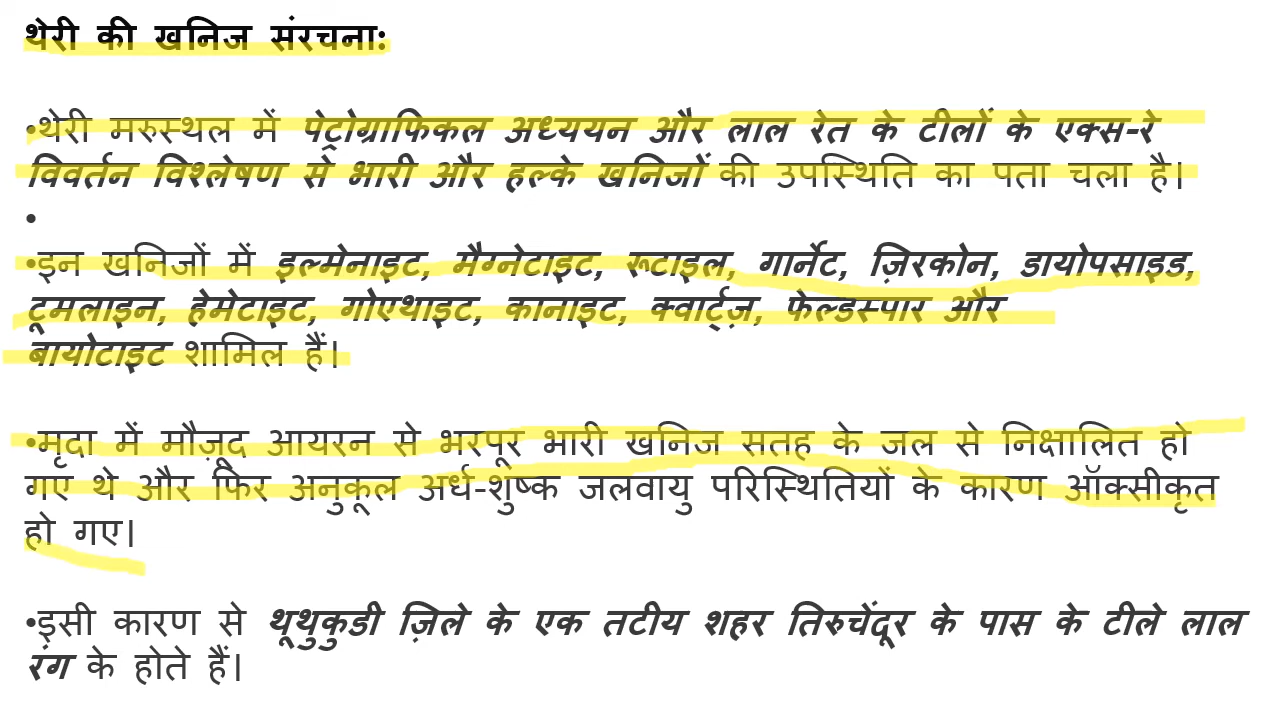 थेरी की खनिज संरचना:
•थेरी मरुस्थल में पेट्रोग्राफिकल अध्ययन और लाल रेत के टीलों के एक्स-रे
विवर्तन विश्लेषण से भारी और हल्के खनिजों की उपस्थिति का पता चला है।
•
•इन खनिजों में इल्मेनाइट, मैग्नेटाइट, रूटाइल, गार्नेट, ज़िरकोन, डायोपसाइड,
टूमलाइन, हेमेटाइट, गोएथाइट, कानाइट, क्वार्ट्ज़, फेल्डस्पार और
बायोटाइट शामिल हैं।
•मृदा में मौज़ूद आयरन से भरपूर भारी खनिज सतह के जल से निक्षालित हो
गए थे और फिर अनुकूल अर्ध-शुष्क जलवायु परिस्थितियों के कारण ऑक्सीकृत
हो गए।
•इसी कारण से थूथुकुडी ज़िले के एक तटीय शहर तिरुचेंदूर के पास के टीले लाल
रंग के होते हैं।